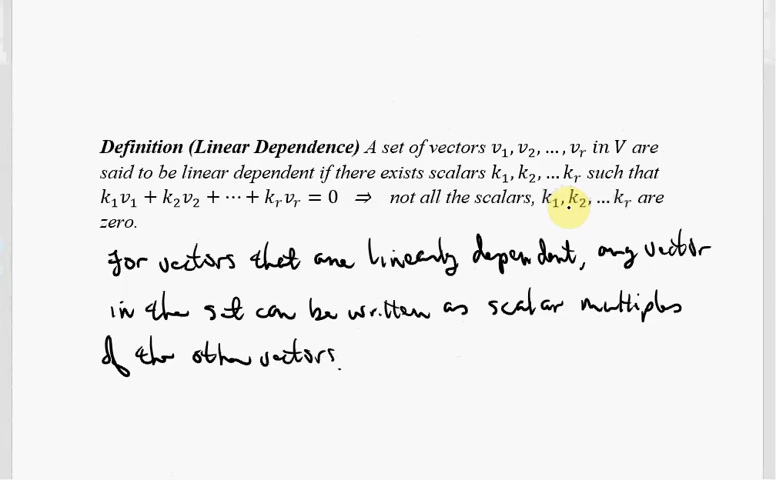 Definition (Linear Dependence) A set of vectors v₁, v₂, ..., vᵣ in V are
said to be linear dependent if there exists scalars k₁, k₂, ... kᵣ such that
k₁v₁ + k₂v₂ + ⋯ + kᵣvᵣ = 0 ⇒ not all the scalars, k₁, k₂, ... kᵣ are
zero.
For vectors that are linearly dependent, any vector
in the set can be written as scalar multiples
of the other vectors.